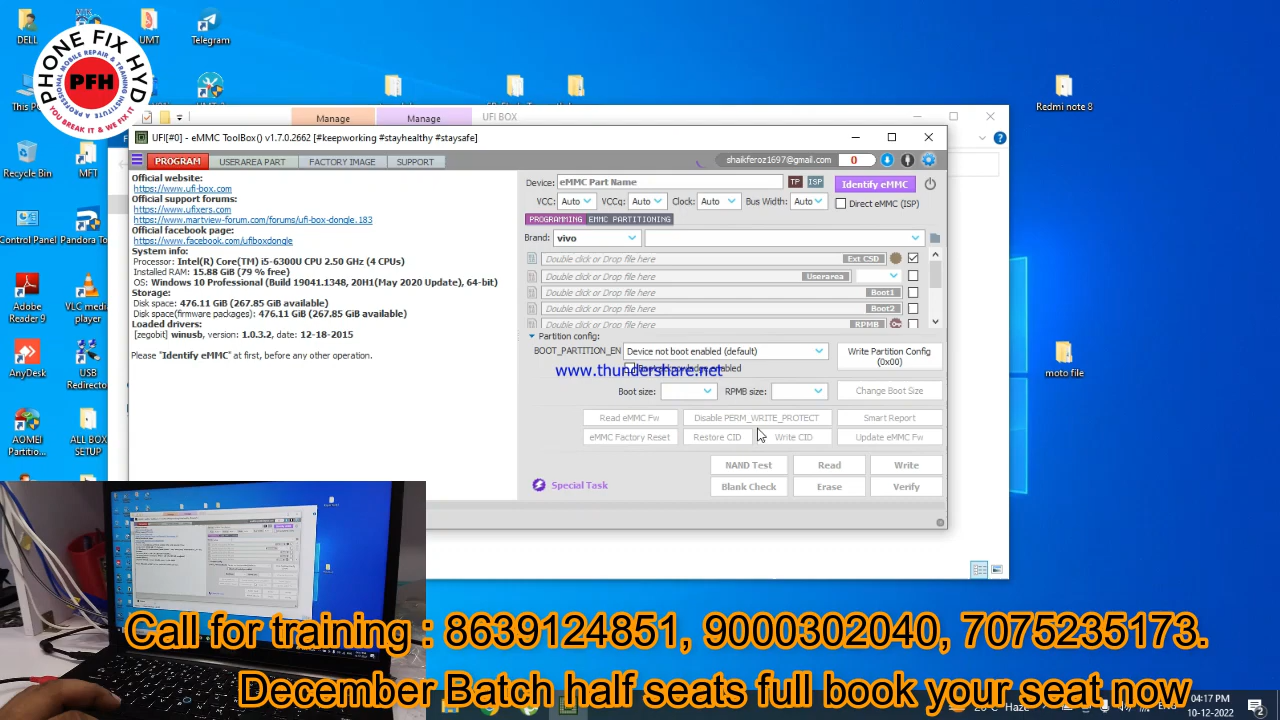 DELL
UMT
Telegram
PHONE FIX HYD
A PROFESSIONAL MOBILE REPAIR & TRAINING INSTITUTE
PFH
YOU BREAK IT & WE FIX IT
This PC
Redmi note 8
Recycle Bin
MFT
Control Panel
Pandora To
Adobe Reader 9
VLC media player
AnyDesk
USB Redirector
AOMEI Partitio...
ALL BOX SETUP
moto file
Manage
Manage
UFI BOX
UFI[#0] - eMMC ToolBox() v1.7.0.2662 [#keepworking #stayhealthy #staysafe]
PROGRAM
USERAREA PART
FACTORY IMAGE
SUPPORT
shaikferoz1697@gmail.com
0
Official website:
https://www.ufi-box.com
Official support forums:
https://www.ufixers.com
https://www.martview-forum.com/forums/ufi-box-dongle.183
Official facebook page:
https://www.facebook.com/ufiboxdongle
System info:
Processor: Intel(R) Core(TM) i5-6300U CPU 2.50 GHz (4 CPUs)
Installed RAM: 15.88 GiB (79 % free)
OS: Windows 10 Professional (Build 19041.1348, 20H1(May 2020 Update), 64-bit)
Storage:
Disk space: 476.11 GiB (267.85 GiB available)
Disk space(firmware packages): 476.11 GiB (267.85 GiB available)
Loaded drivers:
[zegobit] winusb, version: 1.0.3.2, date: 12-18-2015
Please "Identify eMMC" at first, before any other operation.
Device: eMMC Part Name TP ISP Identify eMMC
VCC: Auto VCCq: Auto Clock: Auto Bus Width: Auto Direct eMMC (ISP)
PROGRAMMING EMMC PARTITIONING
Brand: vivo
Double click or Drop file here Ext CSD
Double click or Drop file here Userarea
Double click or Drop file here Boot1
Double click or Drop file here Boot2
Double click or Drop file here RPMB
Partition config:
BOOT_PARTITION_EN Device not boot enabled (default) Write Partition Config (0x00)
www.thundershare.net
Boot size: RPMB size: Change Boot Size
Read eMMC Fw Disable PERM_WRITE_PROTECT Smart Report
eMMC Factory Reset Restore CID Write CID Update eMMC Fw
NAND Test Read Write
Special Task Blank Check Erase Verify
Call for training : 8639124851, 9000302040, 7075235173.
December Batch half seats full book your seat now
Haze
04:17 PM
10-12-2022
2